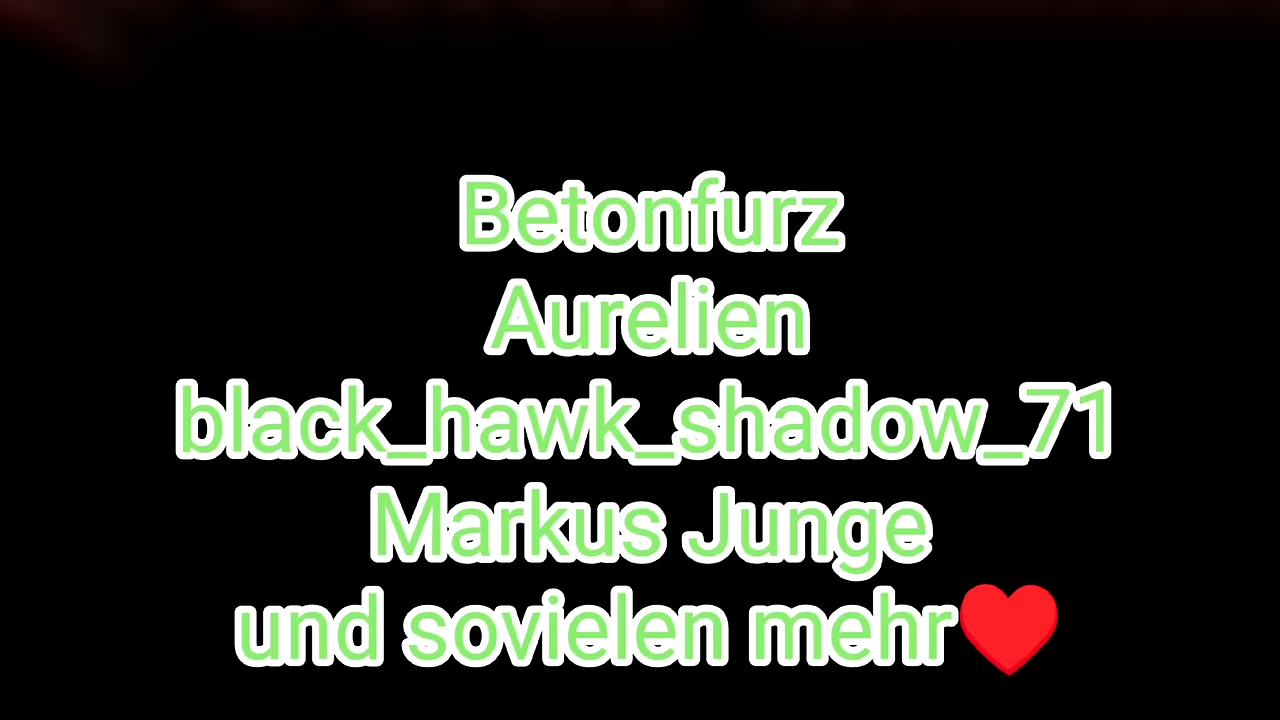 Betonfurz
Aurelien
black_hawk_shadow_71
Markus Junge
und sovielen mehr❤️